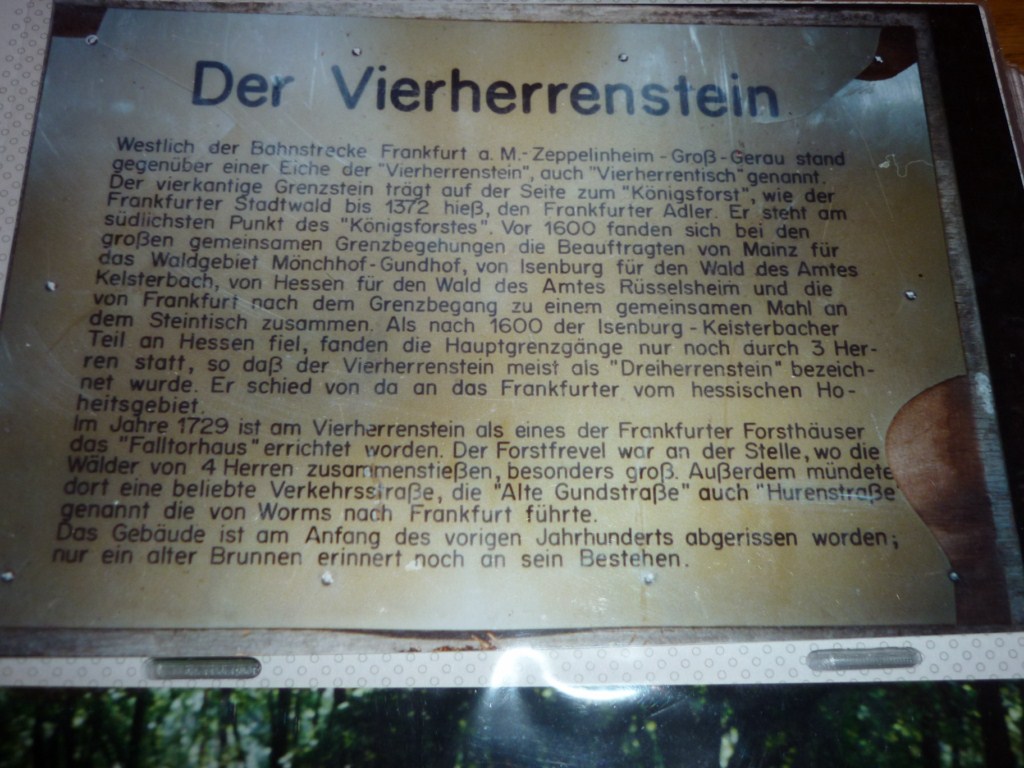 Der Vierherrenstein
Westlich der Bahnstrecke Frankfurt a. M.-Zeppelinheim-Groß-Gerau stand
gegenüber einer Eiche der "Vierherrenstein", auch "Vierherrentisch" genannt.
Der vierkantige Grenzstein trägt auf der Seite zum "Königsforst", wie der
Frankfurter Stadtwald bis 1372 hieß, den Frankfurter Adler. Er steht am
südlichsten Punkt des "Königsforstes". Vor 1600 fanden sich bei den
großen gemeinsamen Grenzbegehungen die Beauftragten von Mainz für
das Waldgebiet Mönchhof-Gundhof, von Isenburg für den Wald des Amtes
Kelsterbach, von Hessen für den Wald des Amtes Rüsselsheim und die
von Frankfurt nach dem Grenzbegang zu einem gemeinsamen Mahl an
dem Steintisch zusammen. Als nach 1600 der Isenburg-Kelsterbacher
Teil an Hessen fiel, fanden die Hauptgrenzgänge nur noch durch 3 Her-
ren statt, so daß der Vierherrenstein meist als "Dreiherrenstein" bezeich-
net wurde. Er schied von da an das Frankfurter vom hessischen Ho-
heitsgebiet.
Im Jahre 1729 ist am Vierherrenstein als eines der Frankfurter Forsthäuser
das "Falltorhaus" errichtet worden. Der Forstfrevel war an der Stelle, wo die
Wälder von 4 Herren zusammenstießen, besonders groß. Außerdem mündete
dort eine beliebte Verkehrsstraße, die "Alte Gundstraße" auch "Hurenstraße
genannt die von Worms nach Frankfurt führte.
Das Gebäude ist am Anfang des vorigen Jahrhunderts abgerissen worden;
nur ein alter Brunnen erinnert noch an sein Bestehen.